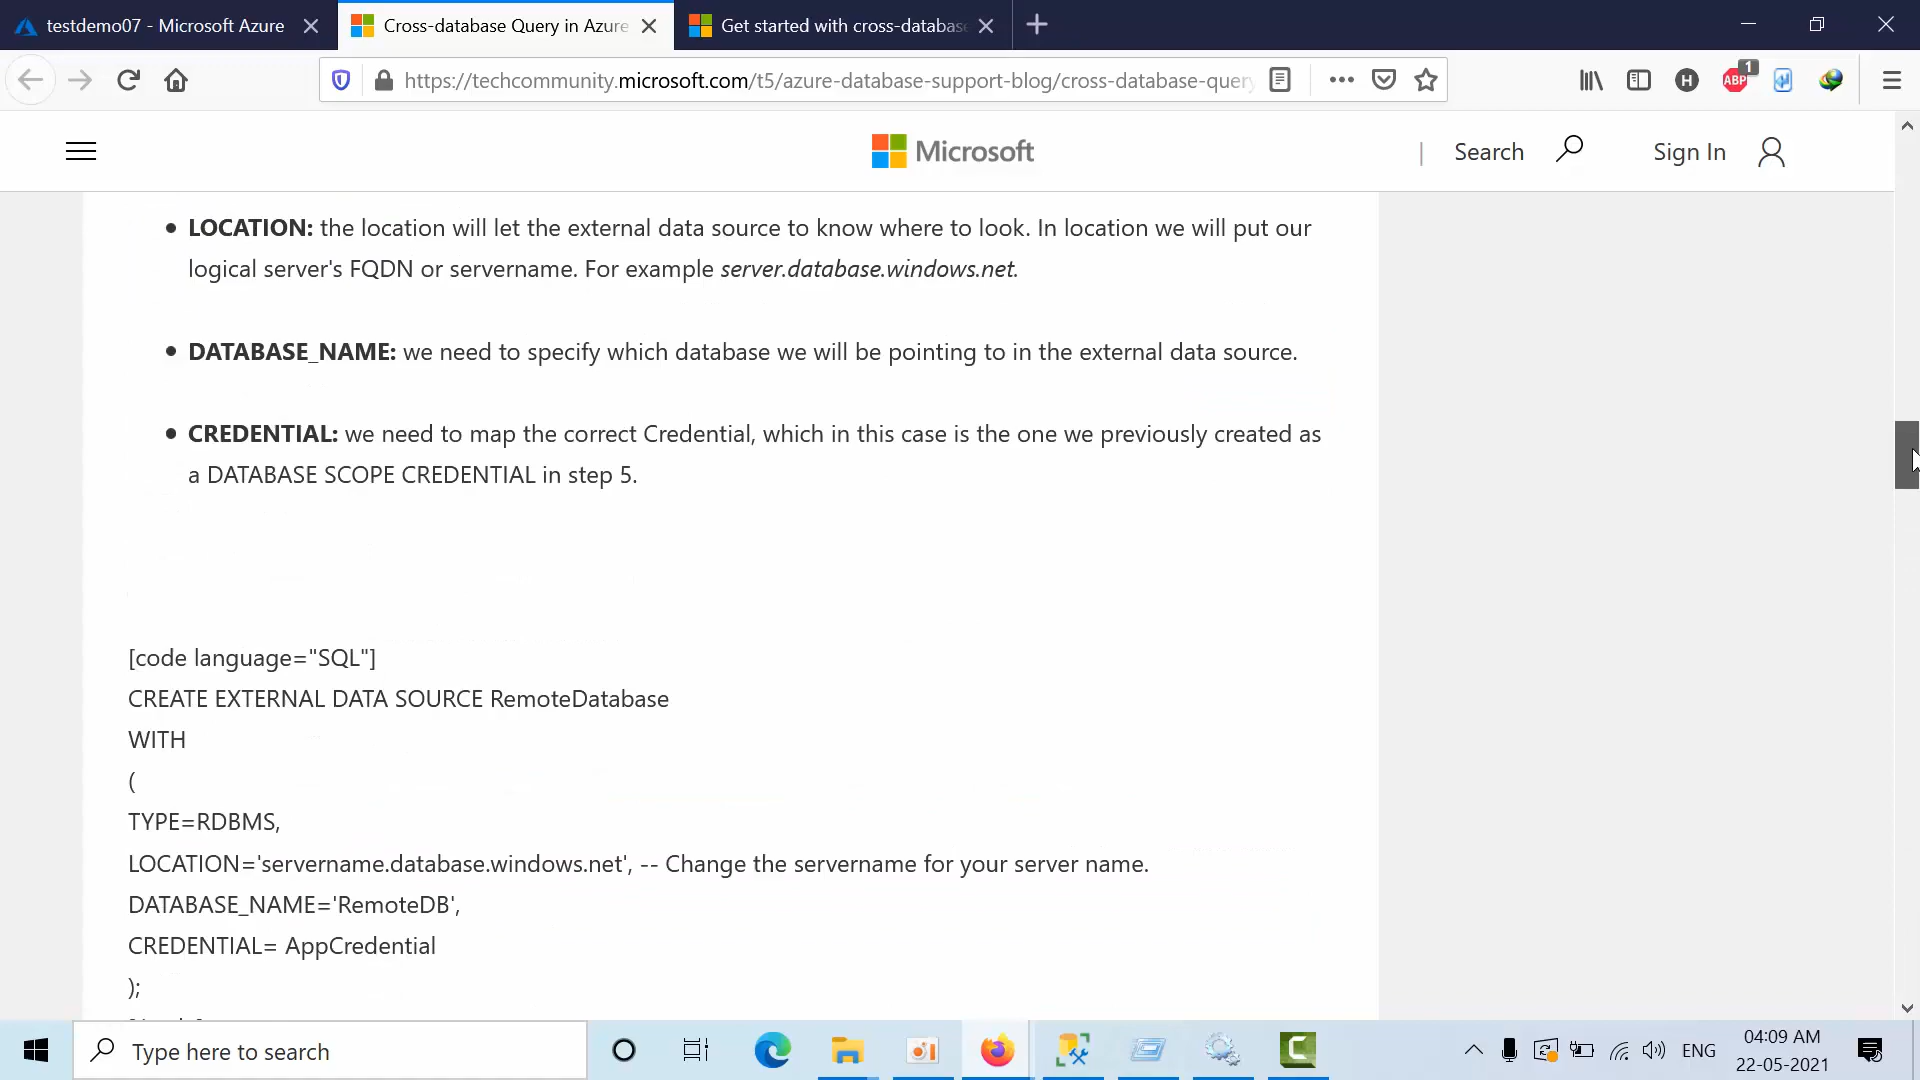 testdemo07 - Microsoft Azure
Cross-database Query in Azure
Get started with cross-databas
https://techcommunity.microsoft.com/t5/azure-database-support-blog/cross-database-query
ABP
1
H
Microsoft
| Search
Sign In
• LOCATION: the location will let the external data source to know where to look. In location we will put our
logical server's FQDN or servername. For example server.database.windows.net.
• DATABASE_NAME: we need to specify which database we will be pointing to in the external data source.
• CREDENTIAL: we need to map the correct Credential, which in this case is the one we previously created as
a DATABASE SCOPE CREDENTIAL in step 5.
[code language="SQL"]
CREATE EXTERNAL DATA SOURCE RemoteDatabase
WITH
(
TYPE=RDBMS,
LOCATION='servername.database.windows.net', -- Change the servername for your server name.
DATABASE_NAME='RemoteDB',
CREDENTIAL= AppCredential
);
Type here to search
ENG
04:09 AM
22-05-2021